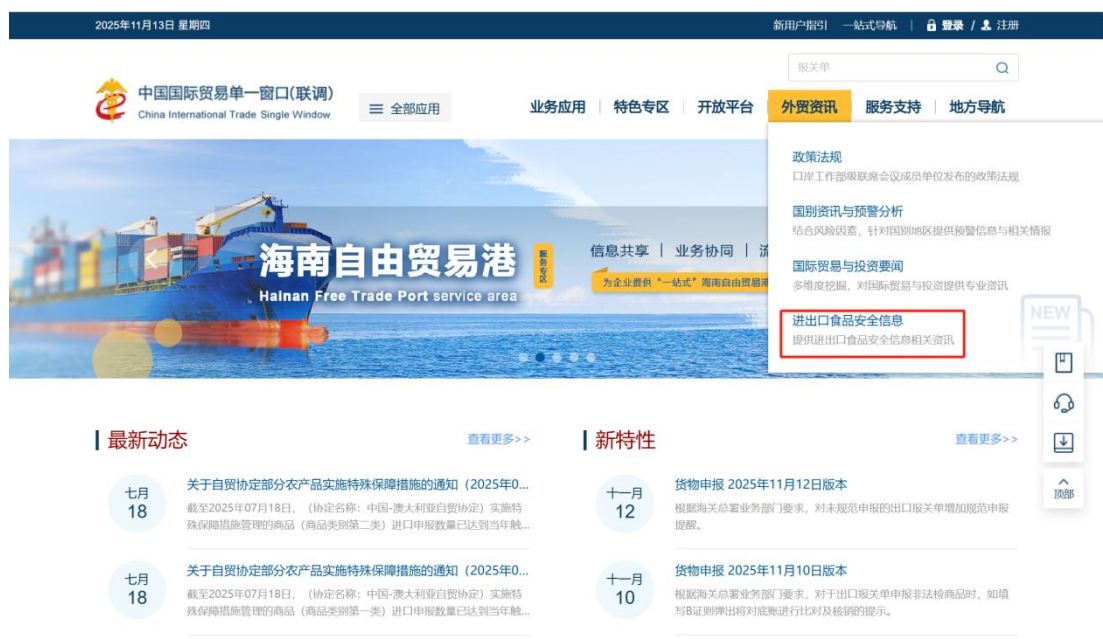 2025年11月13日 星期四
新用户指引 一站式导航 | 登录 / 注册
报关单
中国国际贸易单一窗口(联调)
China International Trade Single Window
全部应用
业务应用 | 特色专区 | 开放平台 | 外贸资讯 | 服务支持 | 地方导航
政策法规
口岸工作部级联席会议成员单位发布的政策法规
国别资讯与预警分析
结合风险因素,针对国别地区提供预警信息与相关情报
国际贸易与投资要闻
多维度挖掘,对国际贸易与投资提供专业资讯
进出口食品安全信息
提供进出口食品安全信息相关资讯
海南自由贸易港
服务专区
Hainan Free Trade Port service area
信息共享 | 业务协同 | 流
为企业提供“一站式”海南自由贸易港
NEW
顶部
最新动态
查看更多>>
七月
18
关于自贸协定部分农产品实施特殊保障措施的通知(2025年0...
截至2025年07月18日,(协定名称:中国-澳大利亚自贸协定)实施特
殊保障措施管理的商品(商品类别第二类)进口申报数量已达到当年触...
七月
18
关于自贸协定部分农产品实施特殊保障措施的通知(2025年0...
截至2025年07月18日,(协定名称:中国-澳大利亚自贸协定)实施特
殊保障措施管理的商品(商品类别第一类)进口申报数量已达到当年触...
新特性
查看更多>>
十一月
12
货物申报 2025年11月12日版本
根据海关总署业务部门要求,对未规范申报的出口报关单增加规范申报
提醒。
十一月
10
货物申报 2025年11月10日版本
根据海关总署业务部门要求,对于出口报关单申报非法检商品时,如填
写B证则弹出将对底账进行比对及核销的提示。